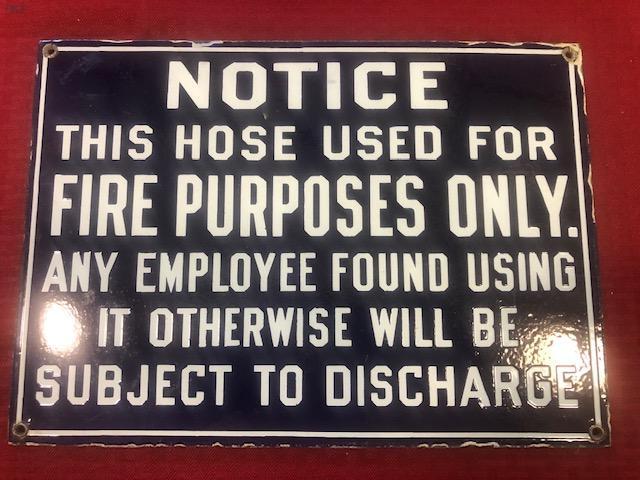 NOTICE
THIS HOSE USED FOR
FIRE PURPOSES ONLY.
ANY EMPLOYEE FOUND USING
IT OTHERWISE WILL BE
SUBJECT TO DISCHARGE